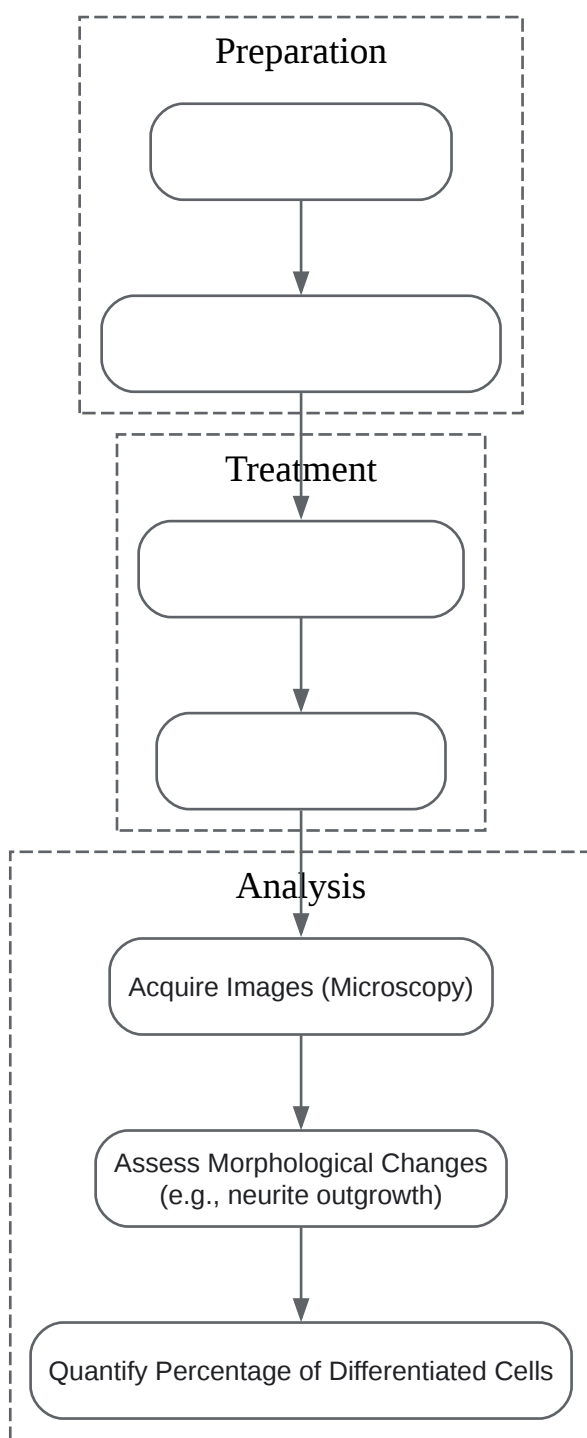 Preparation
Treatment
Analysis
Acquire Images (Microscopy)
Assess Morphological Changes
(e.g., neurite outgrowth)
Quantify Percentage of Differentiated Cells